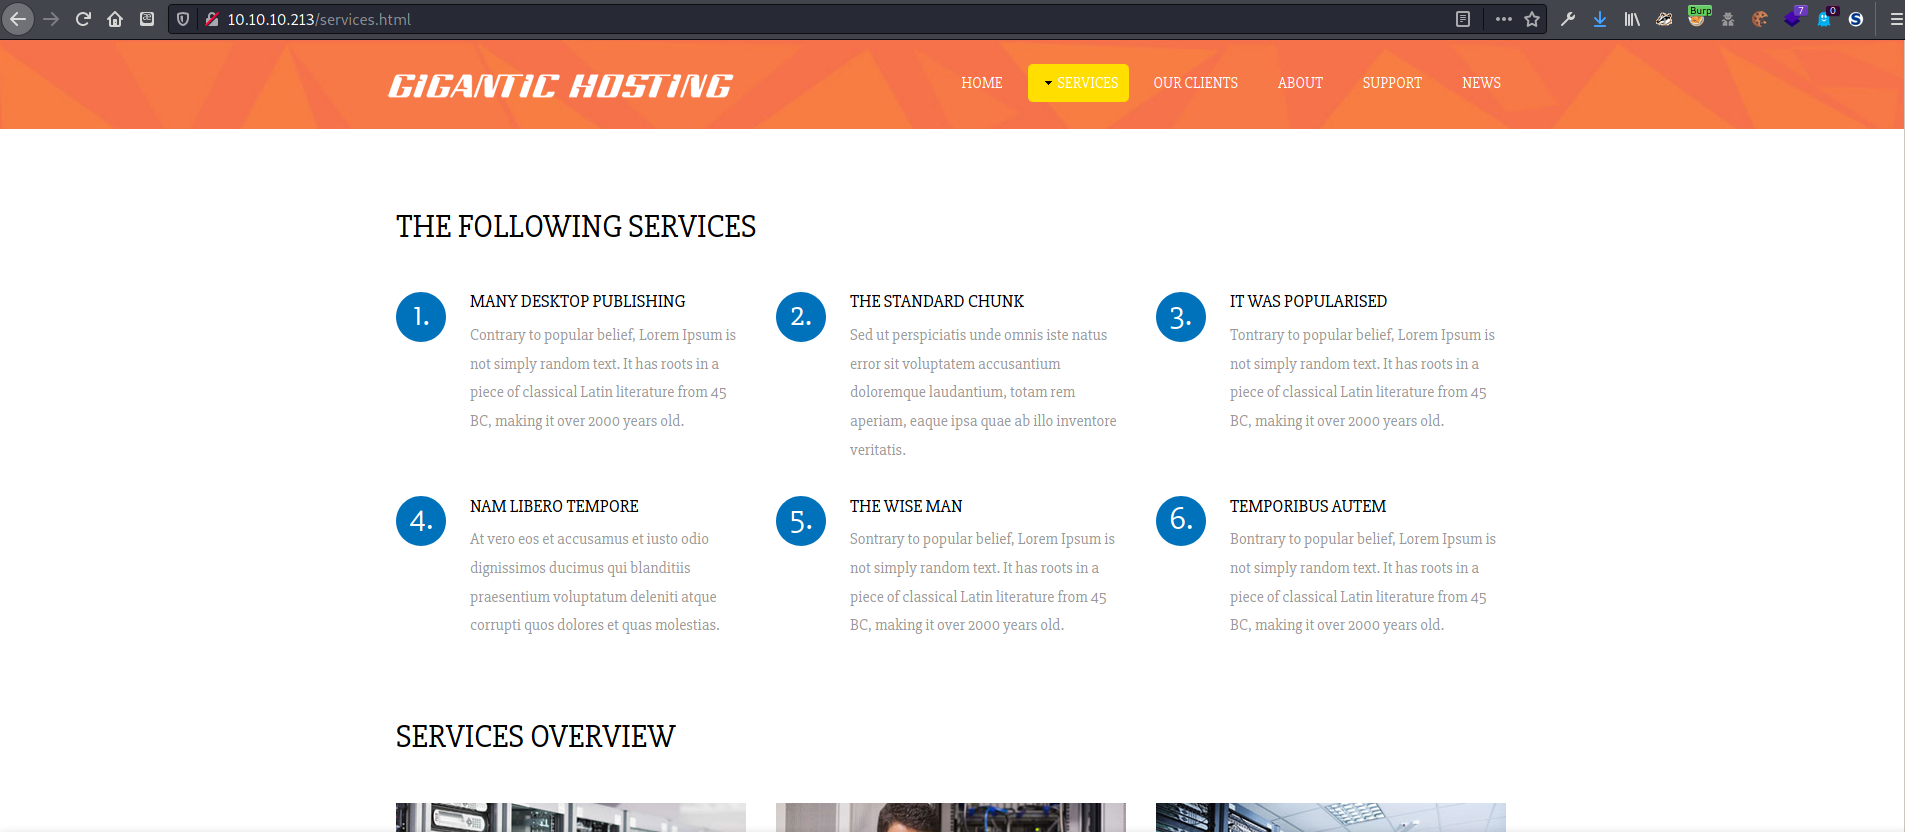 10.10.10.213/services.html
Burp
7
0
GIGANTIC HOSTING
HOME
SERVICES
OUR CLIENTS
ABOUT
SUPPORT
NEWS
THE FOLLOWING SERVICES
1.
MANY DESKTOP PUBLISHING
Contrary to popular belief, Lorem Ipsum is
not simply random text. It has roots in a
piece of classical Latin literature from 45
BC, making it over 2000 years old.
2.
THE STANDARD CHUNK
Sed ut perspiciatis unde omnis iste natus
error sit voluptatem accusantium
doloremque laudantium, totam rem
aperiam, eaque ipsa quae ab illo inventore
veritatis.
3.
IT WAS POPULARISED
Tontrary to popular belief, Lorem Ipsum is
not simply random text. It has roots in a
piece of classical Latin literature from 45
BC, making it over 2000 years old.
4.
NAM LIBERO TEMPORE
At vero eos et accusamus et iusto odio
dignissimos ducimus qui blanditiis
praesentium voluptatum deleniti atque
corrupti quos dolores et quas molestias.
5.
THE WISE MAN
Sontrary to popular belief, Lorem Ipsum is
not simply random text. It has roots in a
piece of classical Latin literature from 45
BC, making it over 2000 years old.
6.
TEMPORIBUS AUTEM
Bontrary to popular belief, Lorem Ipsum is
not simply random text. It has roots in a
piece of classical Latin literature from 45
BC, making it over 2000 years old.
SERVICES OVERVIEW